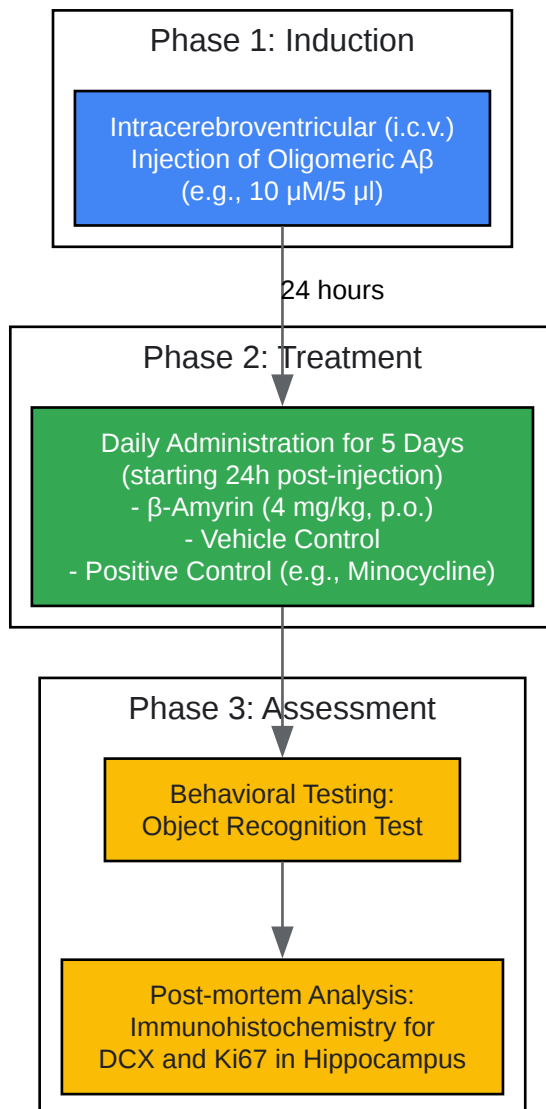 Phase 1: Induction
Intracerebroventricular (i.c.v.)
Injection of Oligomeric Aβ
(e.g., 10 μM/5 μl)
24 hours
Phase 2: Treatment
Daily Administration for 5 Days
(starting 24h post-injection)
- β-Amyrin (4 mg/kg, p.o.)
- Vehicle Control
- Positive Control (e.g., Minocycline)
Phase 3: Assessment
Behavioral Testing:
Object Recognition Test
Post-mortem Analysis:
Immunohistochemistry for
DCX and Ki67 in Hippocampus